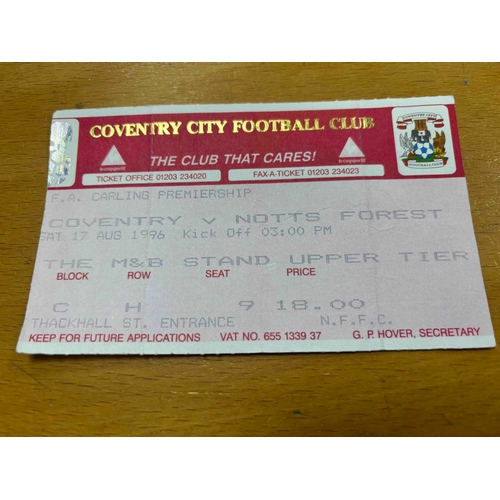 COVENTRY CITY FOOTBALL CLUB
THE CLUB THAT CARES!
TICKET OFFICE 01203 234020
FAX-A-TICKET 01203 234023
F.A. CARLING PREMIERSHIP
COVENTRY V NOTTS FOREST
SAT 17 AUG 1996 Kick Off 03:00 PM
THE M&B STAND UPPER TIER
BLOCK ROW SEAT PRICE
C H 9 18.00
THACKHALL ST. ENTRANCE N.F.F.C.
KEEP FOR FUTURE APPLICATIONS VAT NO. 655 1339 37 G. P. HOVER, SECRETARY